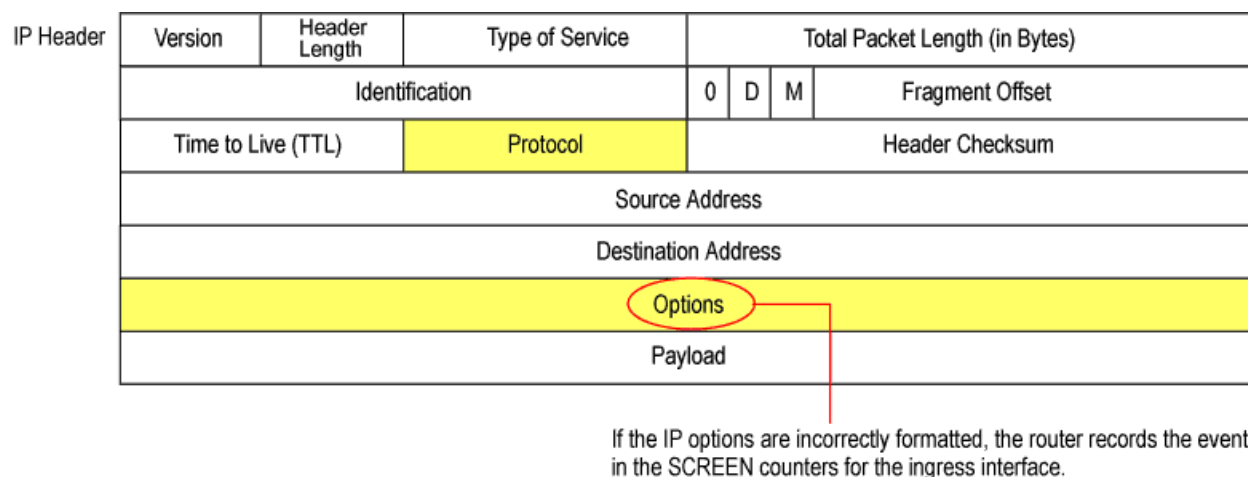 IP Header Version Header Length Type of Service Total Packet Length (in Bytes)
Identification 0 D M Fragment Offset
Time to Live (TTL) Protocol Header Checksum
Source Address
Destination Address
Options
Payload
If the IP options are incorrectly formatted, the router records the event
in the SCREEN counters for the ingress interface.